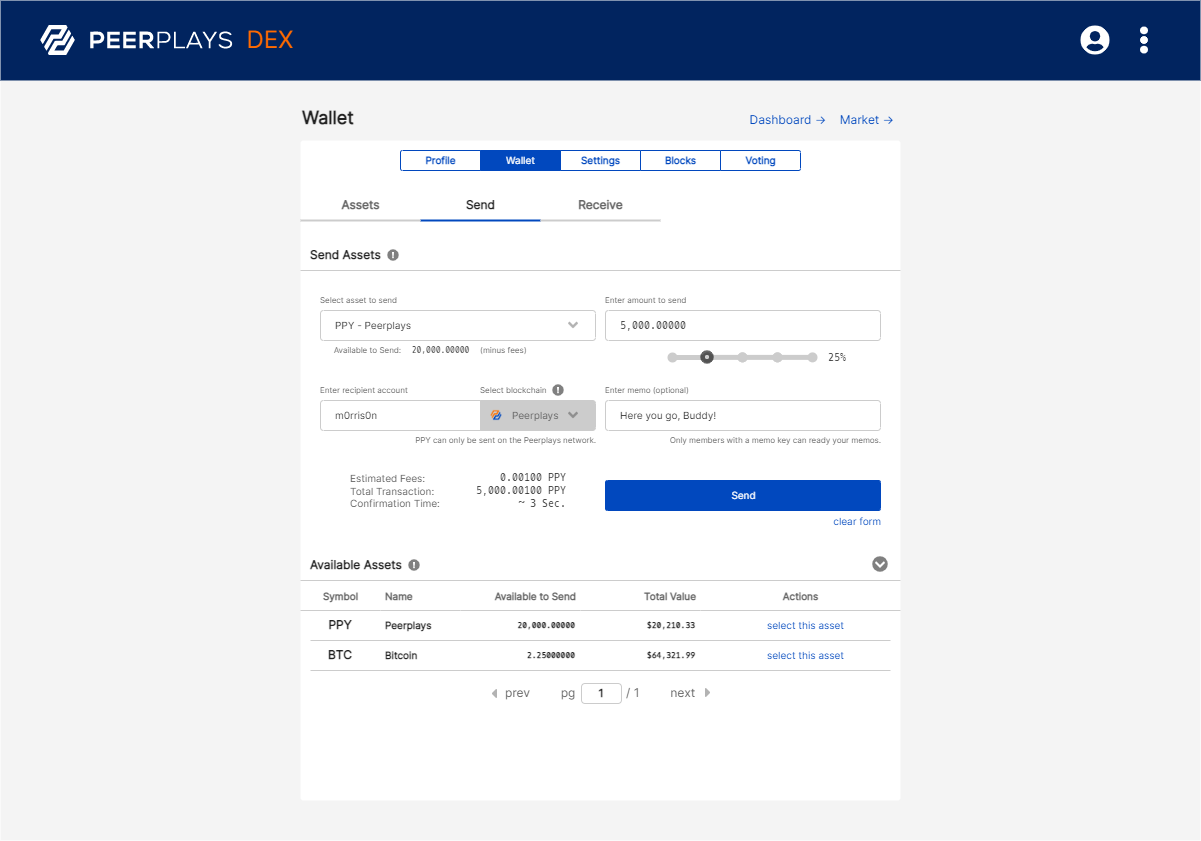 PEERPLAYS DEX
Wallet
Dashboard → Market →
Profile Wallet Settings Blocks Voting
Assets Send Receive
Send Assets !
Select asset to send Enter amount to send
PPY - Peerplays 5,000.00000
Available to Send: 20,000.00000 (minus fees)
25%
Enter recipient account Select blockchain ! Enter memo (optional)
m0rris0n Peerplays Here you go, Buddy!
PPY can only be sent on the Peerplays network. Only members with a memo key can ready your memos.
Estimated Fees: 0.00100 PPY
Total Transaction: 5,000.00100 PPY
Confirmation Time: ~ 3 Sec.
Send
clear form
Available Assets !
Symbol Name Available to Send Total Value Actions
PPY Peerplays 20,000.00000 $20,210.33 select this asset
BTC Bitcoin 2.25000000 $64,321.99 select this asset
prev pg 1 / 1 next